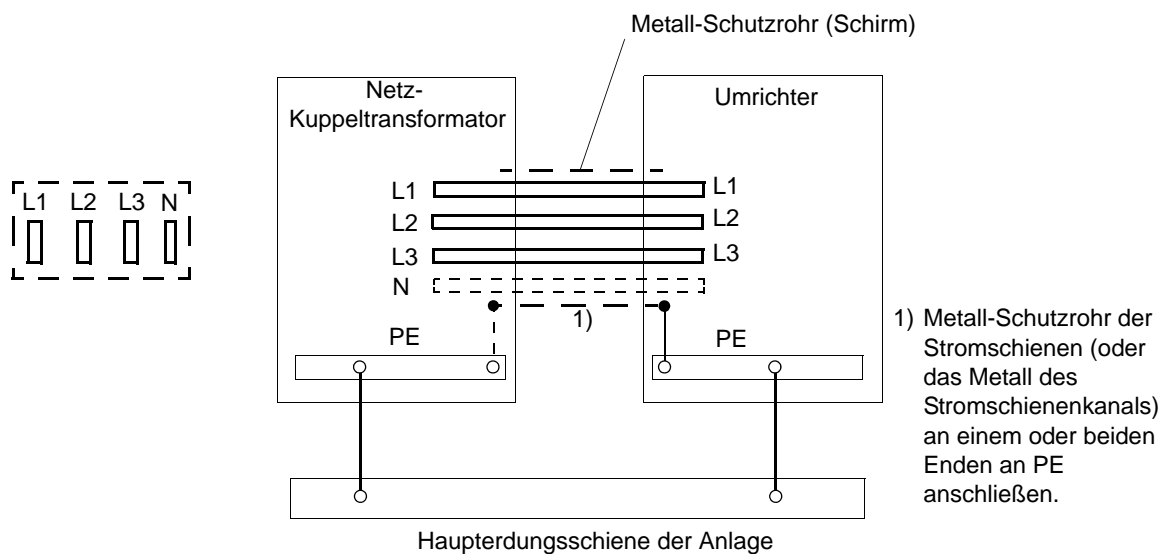 Metall-Schutzrohr (Schirm)
Netz-
Kuppeltransformator
Umrichter
L1 L2 L3 N
L1
L1
L2
L2
L3
L3
N
1)
PE
PE
1) Metall-Schutzrohr der
Stromschienen (oder
das Metall des
Stromschienenkanals)
an einem oder beiden
Enden an PE
anschließen.
Haupterdungsschiene der Anlage